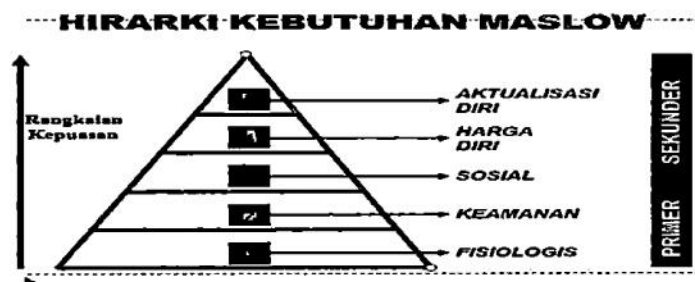 HIRARKI KEBUTUHAN MASLOW
Rangkaian
Kepuasan
AKTUALISASI
DIRI
HARGA
DIRI
SOSIAL
KEAMANAN
FISIOLOGIS
SEKUNDER
PRIMER